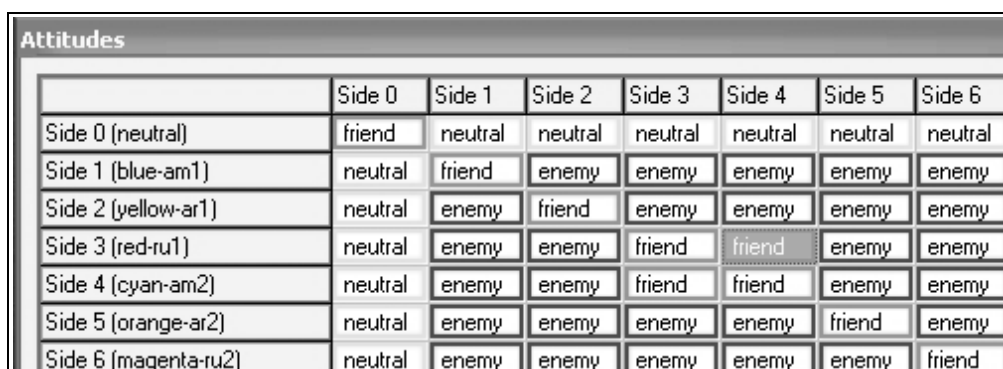 Attitudes
Side 0 Side 1 Side 2 Side 3 Side 4 Side 5 Side 6
Side 0 (neutral) friend neutral neutral neutral neutral neutral neutral
Side 1 (blue-am1) neutral friend enemy enemy enemy enemy enemy
Side 2 (yellow-ar1) neutral enemy friend enemy enemy enemy enemy
Side 3 (red-ru1) neutral enemy enemy friend friend enemy enemy
Side 4 (cyan-am2) neutral enemy enemy friend friend enemy enemy
Side 5 (orange-ar2) neutral enemy enemy enemy enemy friend enemy
Side 6 (magenta-ru2) neutral enemy enemy enemy enemy enemy friend